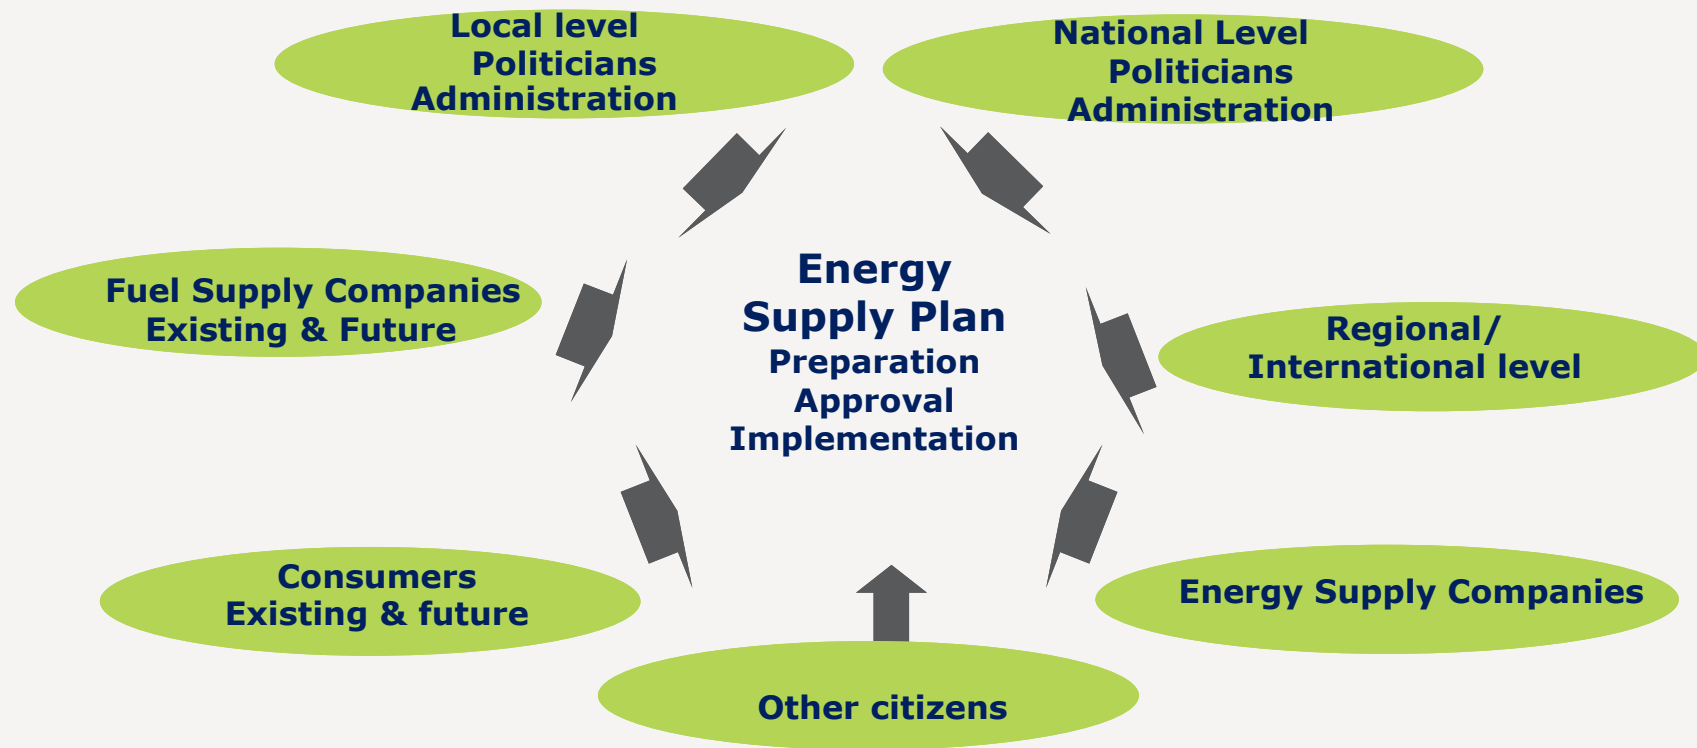 Local level
Politicians
Administration
National Level
Politicians
Administration
Fuel Supply Companies
Existing & Future
Energy
Supply Plan
Preparation
Approval
Implementation
Regional/
International level
Consumers
Existing & future
Energy Supply Companies
Other citizens